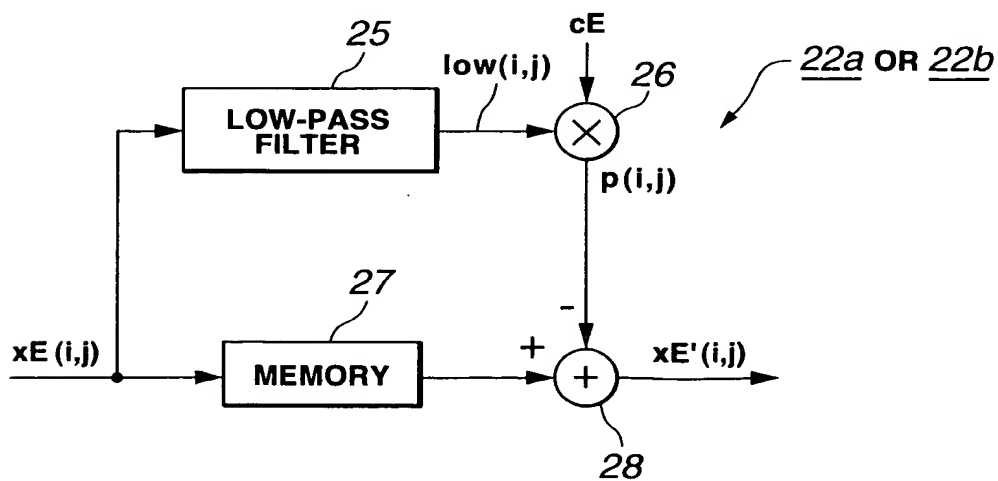 cE
25
low(i,j)
26
22a OR 22b
LOW-PASS
FILTER
×
p(i,j)
27
-
xE(i,j)
+
xE'(i,j)
MEMORY
+
28